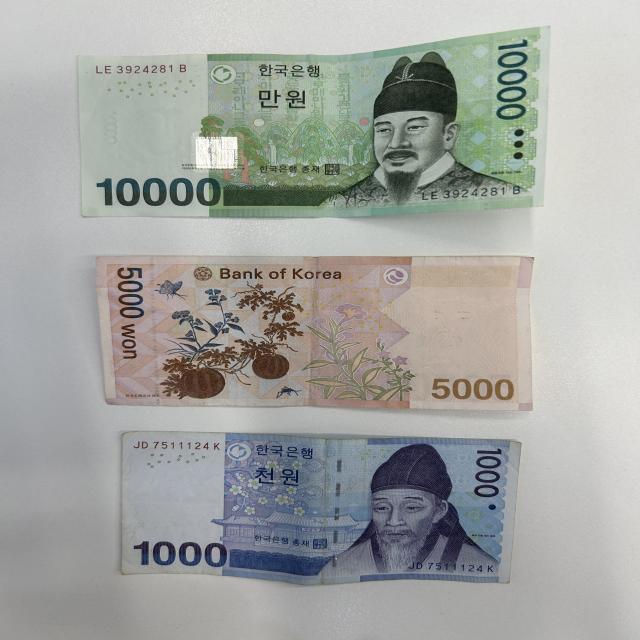 LE 3924281 B
한국은행
만원
10000
한국은행 총재
10000
LE 3924281 B
5000 won
Bank of Korea
5000
JD 7511124 K
한국은행
천원
1000
한국은행 총재
1000
JD 7511124 K